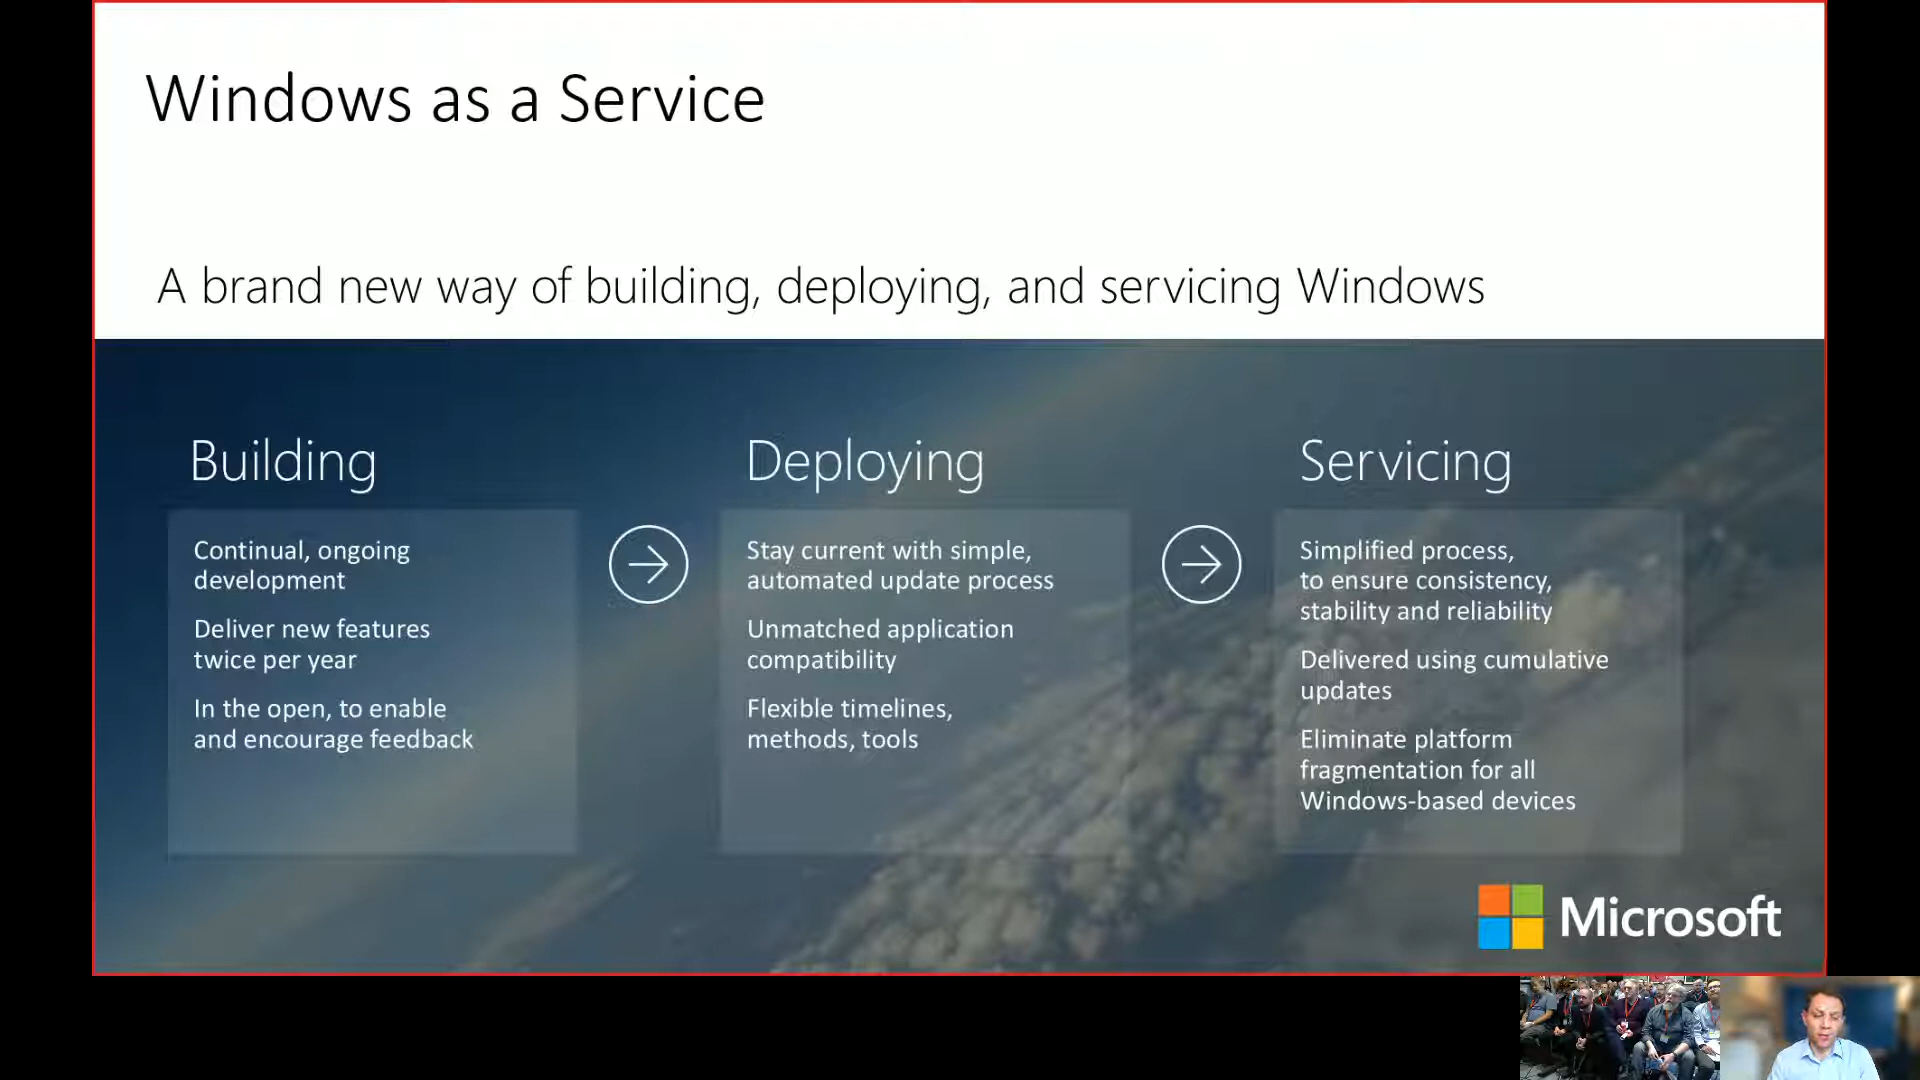 Windows as a Service
A brand new way of building, deploying, and servicing Windows
Building
Continual, ongoing
development
Deliver new features
twice per year
In the open, to enable
and encourage feedback
Deploying
Stay current with simple,
automated update process
Unmatched application
compatibility
Flexible timelines,
methods, tools
Servicing
Simplified process,
to ensure consistency,
stability and reliability
Delivered using cumulative
updates
Eliminate platform
fragmentation for all
Windows-based devices
Microsoft